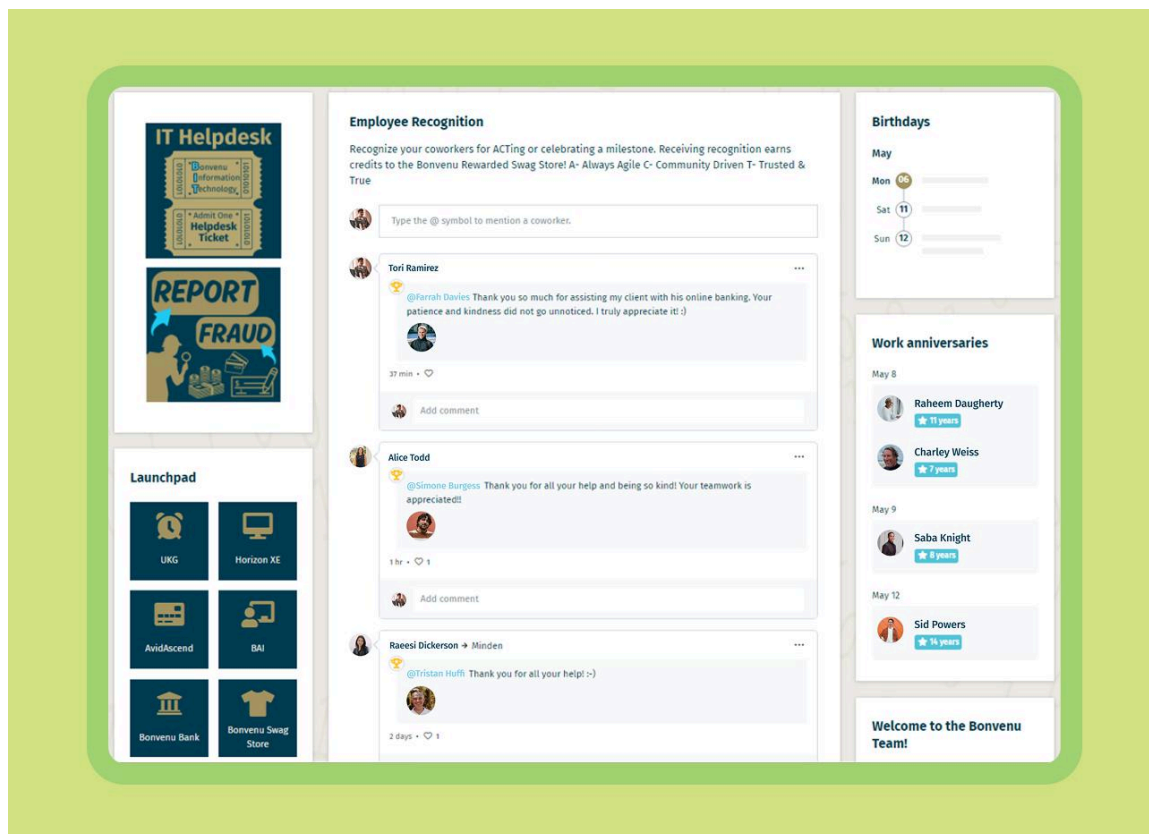 IT Helpdesk
Bonvenu
Information
Technology
LOLOLOLO
01010101
* Admit One *
Helpdesk
Ticket
LOLOLOLO
01010101
REPORT
FRAUD
Launchpad
UKG
Horizon XE
AvidAscend
BAI
Bonvenu Bank
Bonvenu Swag
Store
Employee Recognition
Recognize your coworkers for ACTing or celebrating a milestone. Receiving recognition earns
credits to the Bonvenu Rewarded Swag Store! A- Always Agile C- Community Driven T- Trusted &
True
Type the @ symbol to mention a coworker.
Tori Ramirez
@Farrah Davies Thank you so much for assisting my client with his online banking. Your
patience and kindness did not go unnoticed. I truly appreciate it! :)
37 min •
Add comment
Alice Todd
@Simone Burgess Thank you for all your help and being so kind! Your teamwork is
appreciated!!
1 hr • 1
Add comment
Raeesi Dickerson → Minden
@Tristan Huffi Thank you for all your help! :-)
2 days • 1
Birthdays
May
Mon 06
Sat 11
Sun 12
Work anniversaries
May 8
Raheem Daugherty
11 years
Charley Weiss
7 years
May 9
Saba Knight
8 years
May 12
Sid Powers
14 years
Welcome to the Bonvenu
Team!